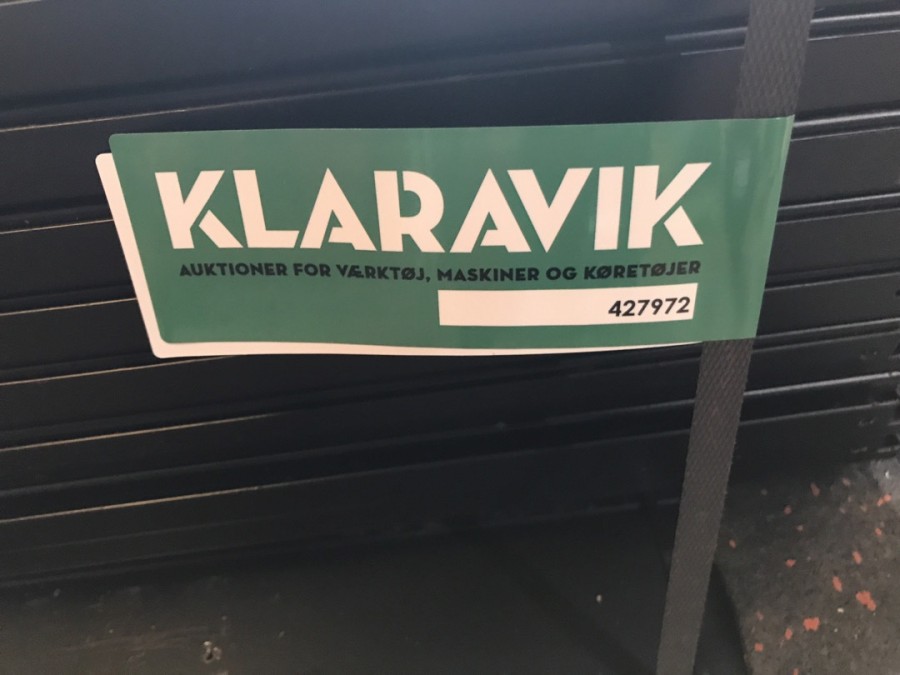 KLARAVIK
AUKTIONER FOR VÆRKTØJ, MASKINER OG KØRETØJER
427972